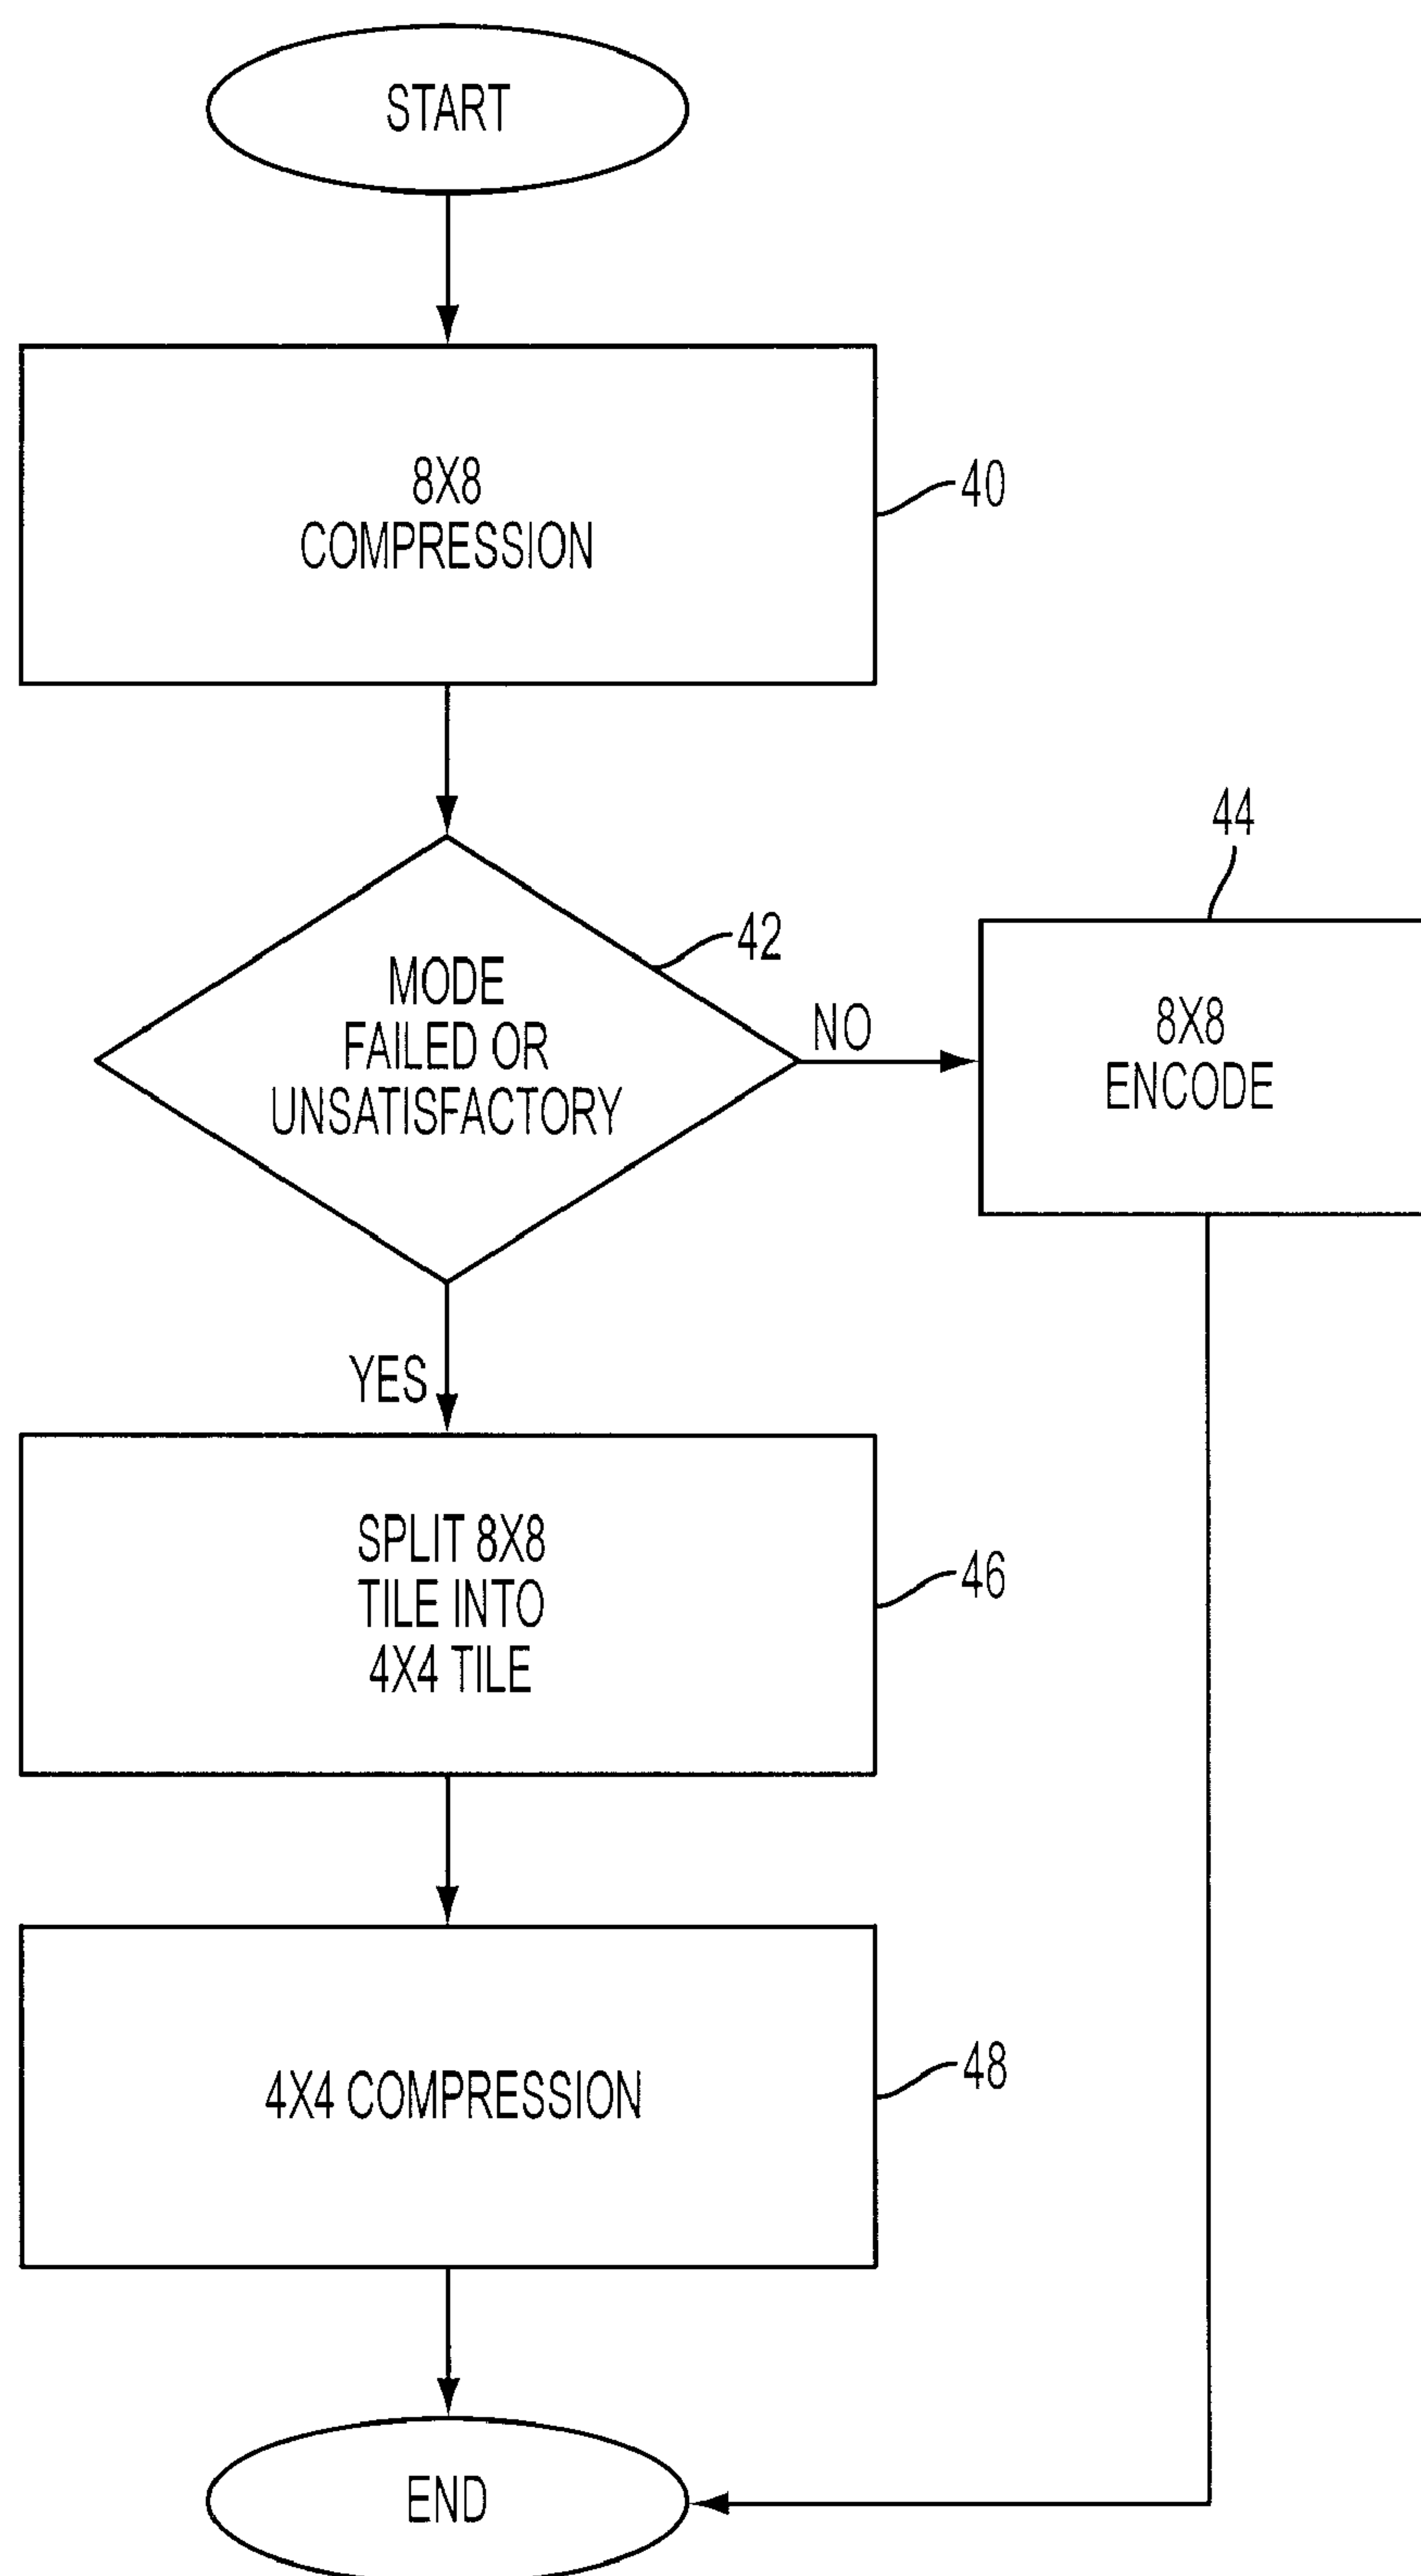 START
8X8
COMPRESSION
40
MODE
FAILED OR
UNSATISFACTORY
42
NO
44
8X8
ENCODE
YES
SPLIT 8X8
TILE INTO
4X4 TILE
46
4X4 COMPRESSION
48
END